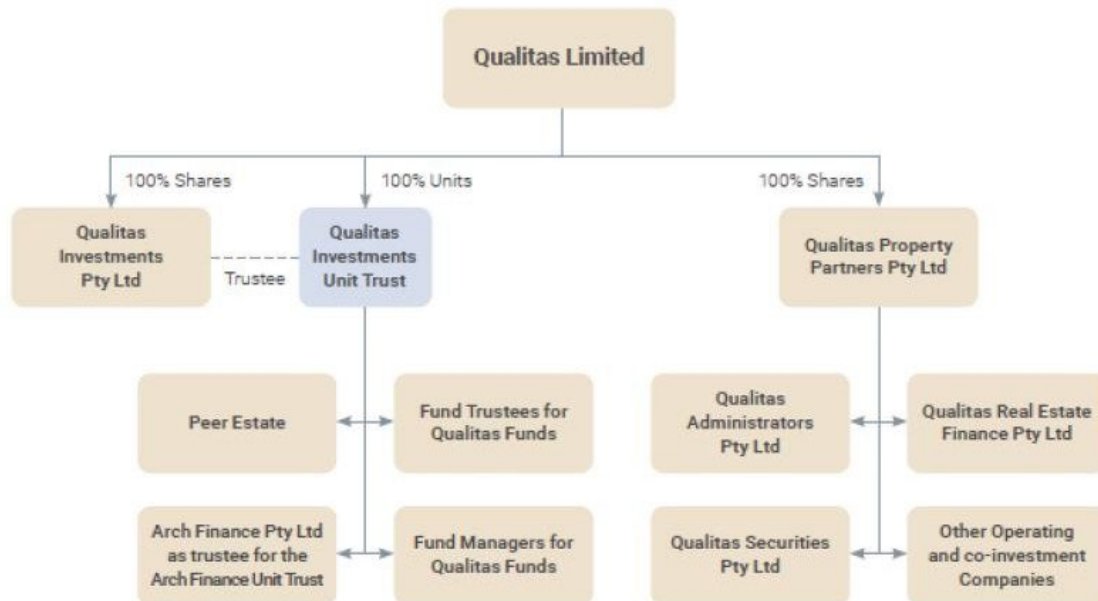 Qualitas Limited
100% Shares
100% Units
100% Shares
Qualitas
Investments
Pty Ltd
Trustee
Qualitas
Investments
Unit Trust
Qualitas Property
Partners Pty Ltd
Peer Estate
Fund Trustees for
Qualitas Funds
Qualitas
Administrators
Pty Ltd
Qualitas Real Estate
Finance Pty Ltd
Arch Finance Pty Ltd
as trustee for the
Arch Finance Unit Trust
Fund Managers for
Qualitas Funds
Qualitas Securities
Pty Ltd
Other Operating
and co-investment
Companies